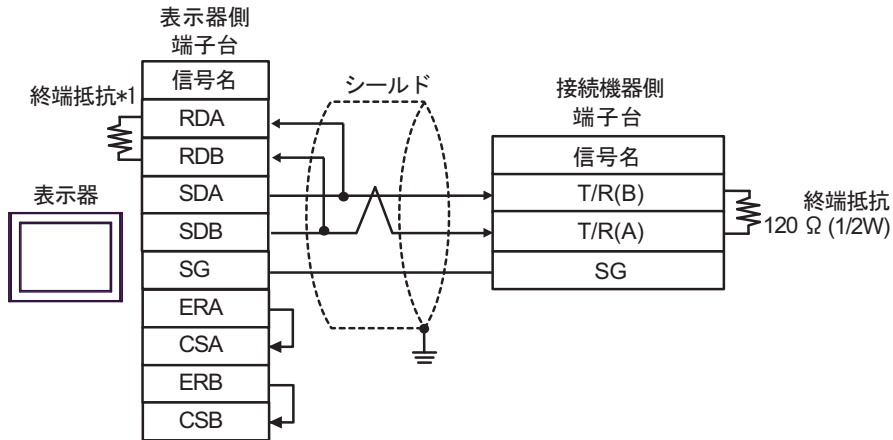 表示器側
端子台
信号名
終端抵抗*1
RDA
RDB
表示器
SDA
SDB
SG
ERA
CSA
ERB
CSB
シールド
接続機器側
端子台
信号名
T/R(B)
T/R(A)
SG
終端抵抗
120 Ω (1/2W)